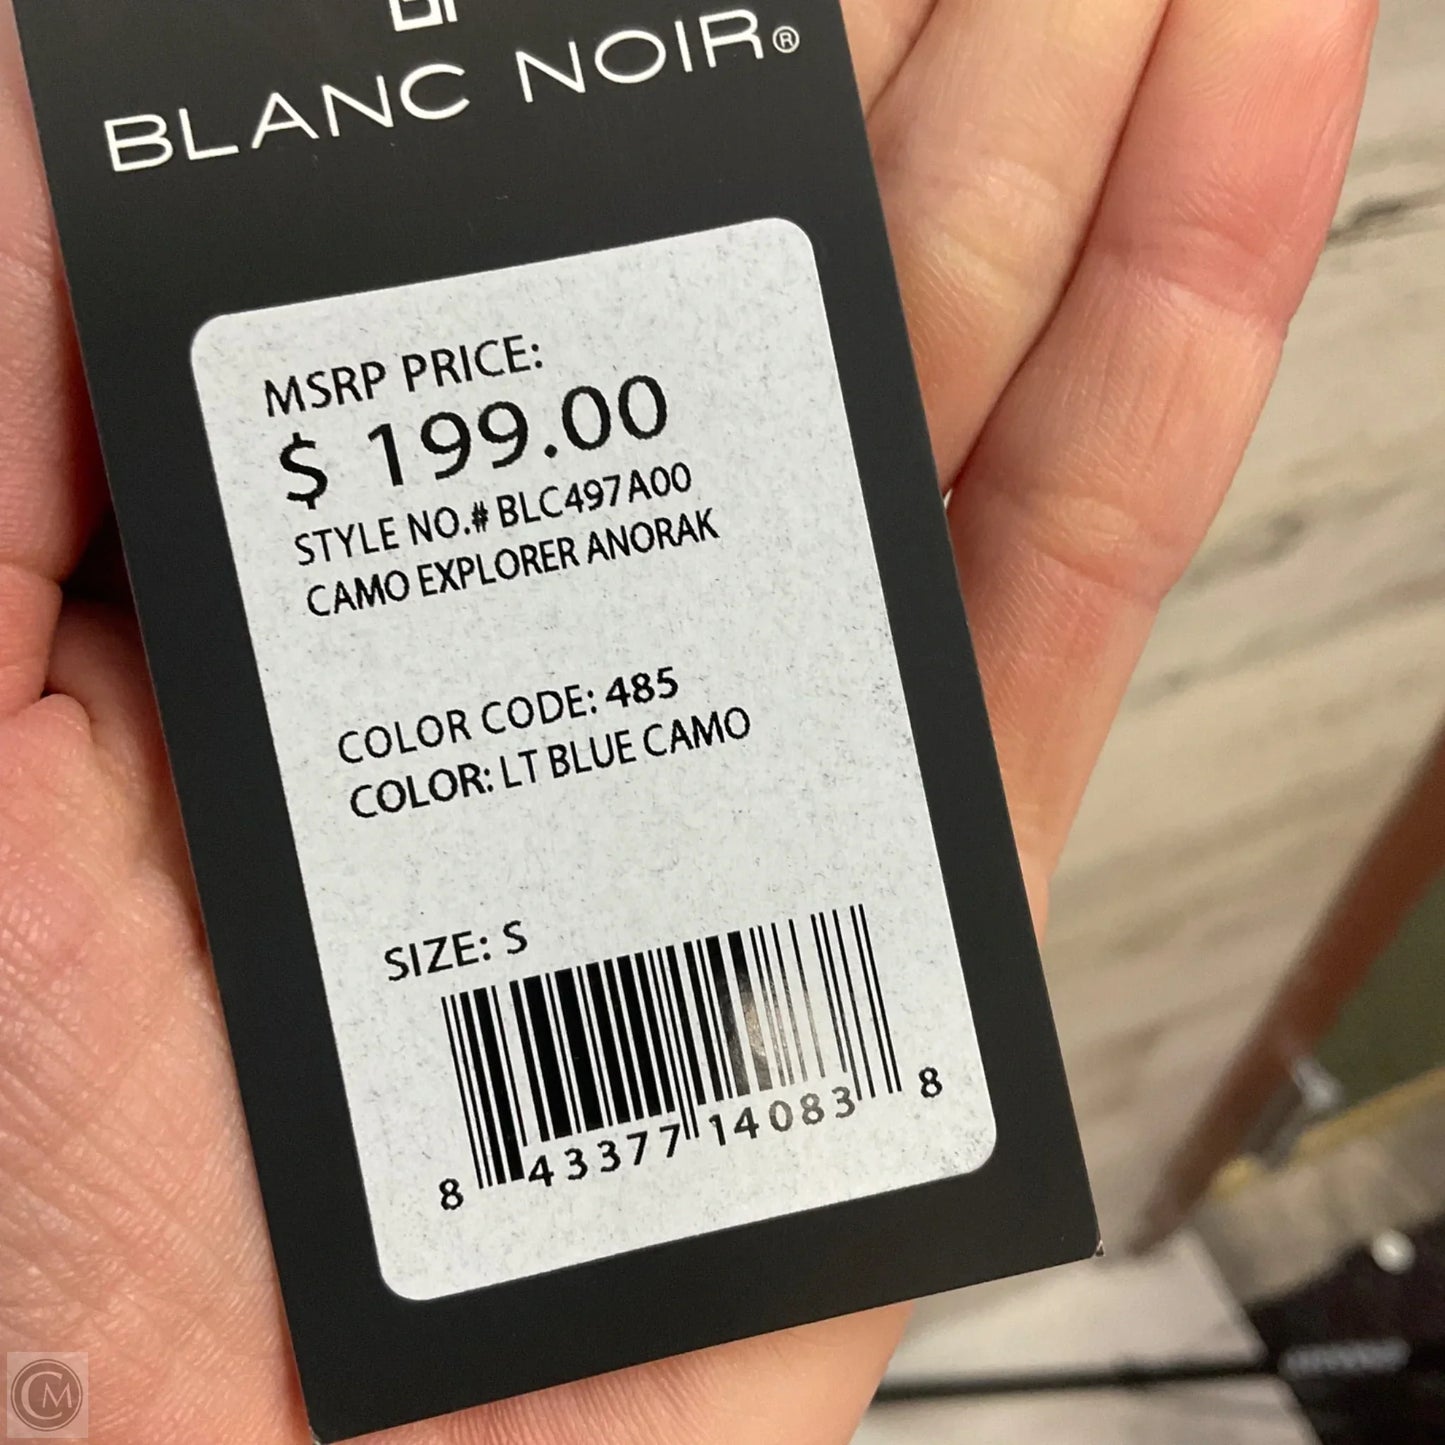 BLANC NOIR®
MSRP PRICE:
$ 199.00
STYLE NO.# BLC497A00
CAMO EXPLORER ANORAK
COLOR CODE: 485
COLOR: LT BLUE CAMO
SIZE: S
8 43377 14083 8
CM